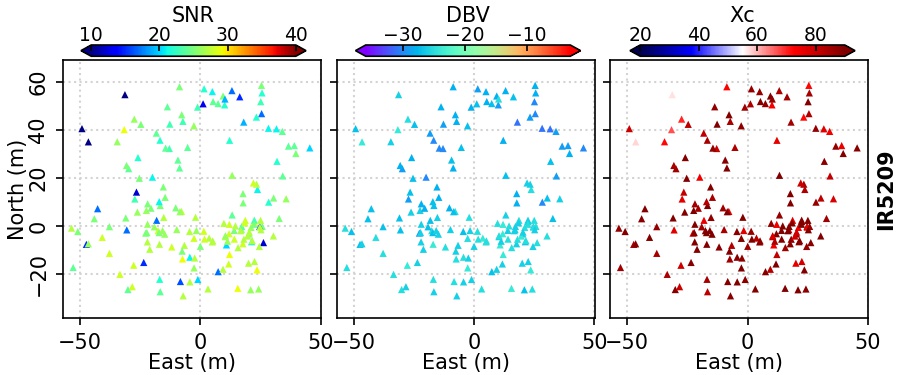 SNR DBV Xc
10 20 30 40 −30 −20 −10 20 40 60 80
60
40
20
0
−20
North (m)
IR5209
−50 0 50 −50 0 50 −50 0 50
East (m) East (m) East (m)